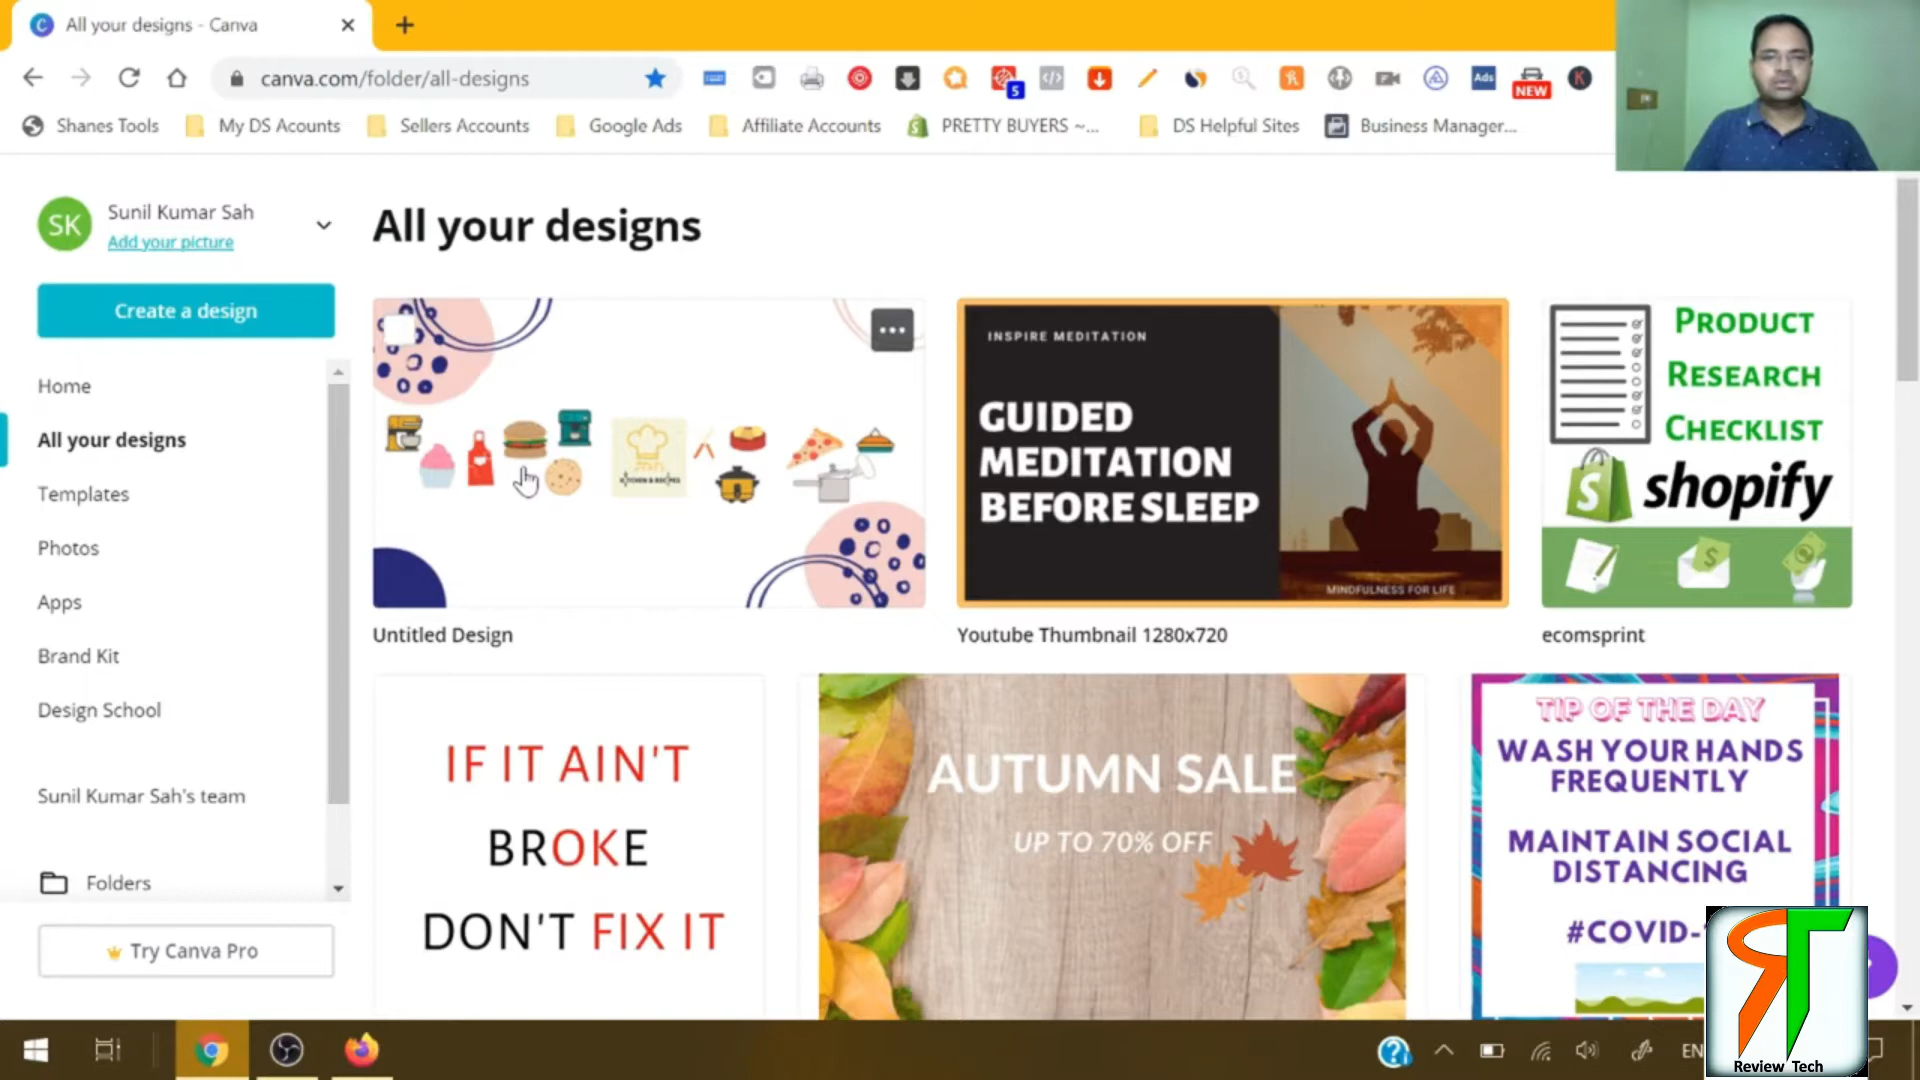 All your designs - Canva
canva.com/folder/all-designs
5
Ads
NEW
K
Shanes Tools
My DS Acounts
Sellers Accounts
Google Ads
Affiliate Accounts
PRETTY BUYERS ~...
DS Helpful Sites
Business Manager...
SK
Sunil Kumar Sah
Add your picture
Create a design
Home
All your designs
Templates
Photos
Apps
Brand Kit
Design School
Sunil Kumar Sah's team
Folders
Try Canva Pro
All your designs
KITCHEN & RECIPES
Untitled Design
INSPIRE MEDITATION
GUIDED
MEDITATION
BEFORE SLEEP
MINDFULNESS FOR LIFE
Youtube Thumbnail 1280x720
PRODUCT
RESEARCH
CHECKLIST
shopify
ecomsprint
IF IT AIN'T
BROKE
DON'T FIX IT
AUTUMN SALE
UP TO 70% OFF
TIP OF THE DAY
WASH YOUR HANDS
FREQUENTLY
MAINTAIN SOCIAL
DISTANCING
#COVID-
Review Tech
EN